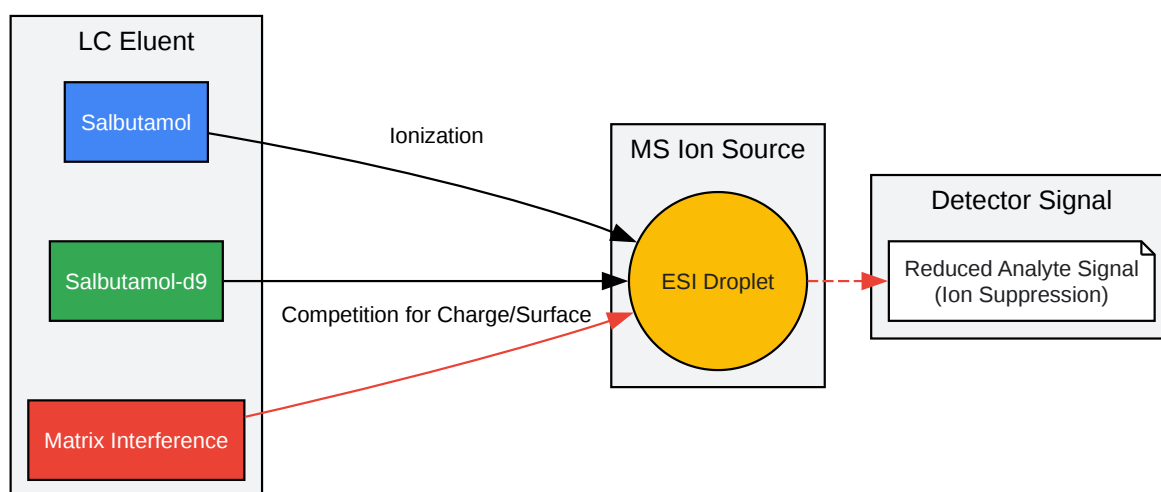 LC Eluent
Salbutamol
Salbutamol-d9
Matrix Interference
Ionization
Competition for Charge/Surface
MS Ion Source
ESI Droplet
Detector Signal
Reduced Analyte Signal
(Ion Suppression)